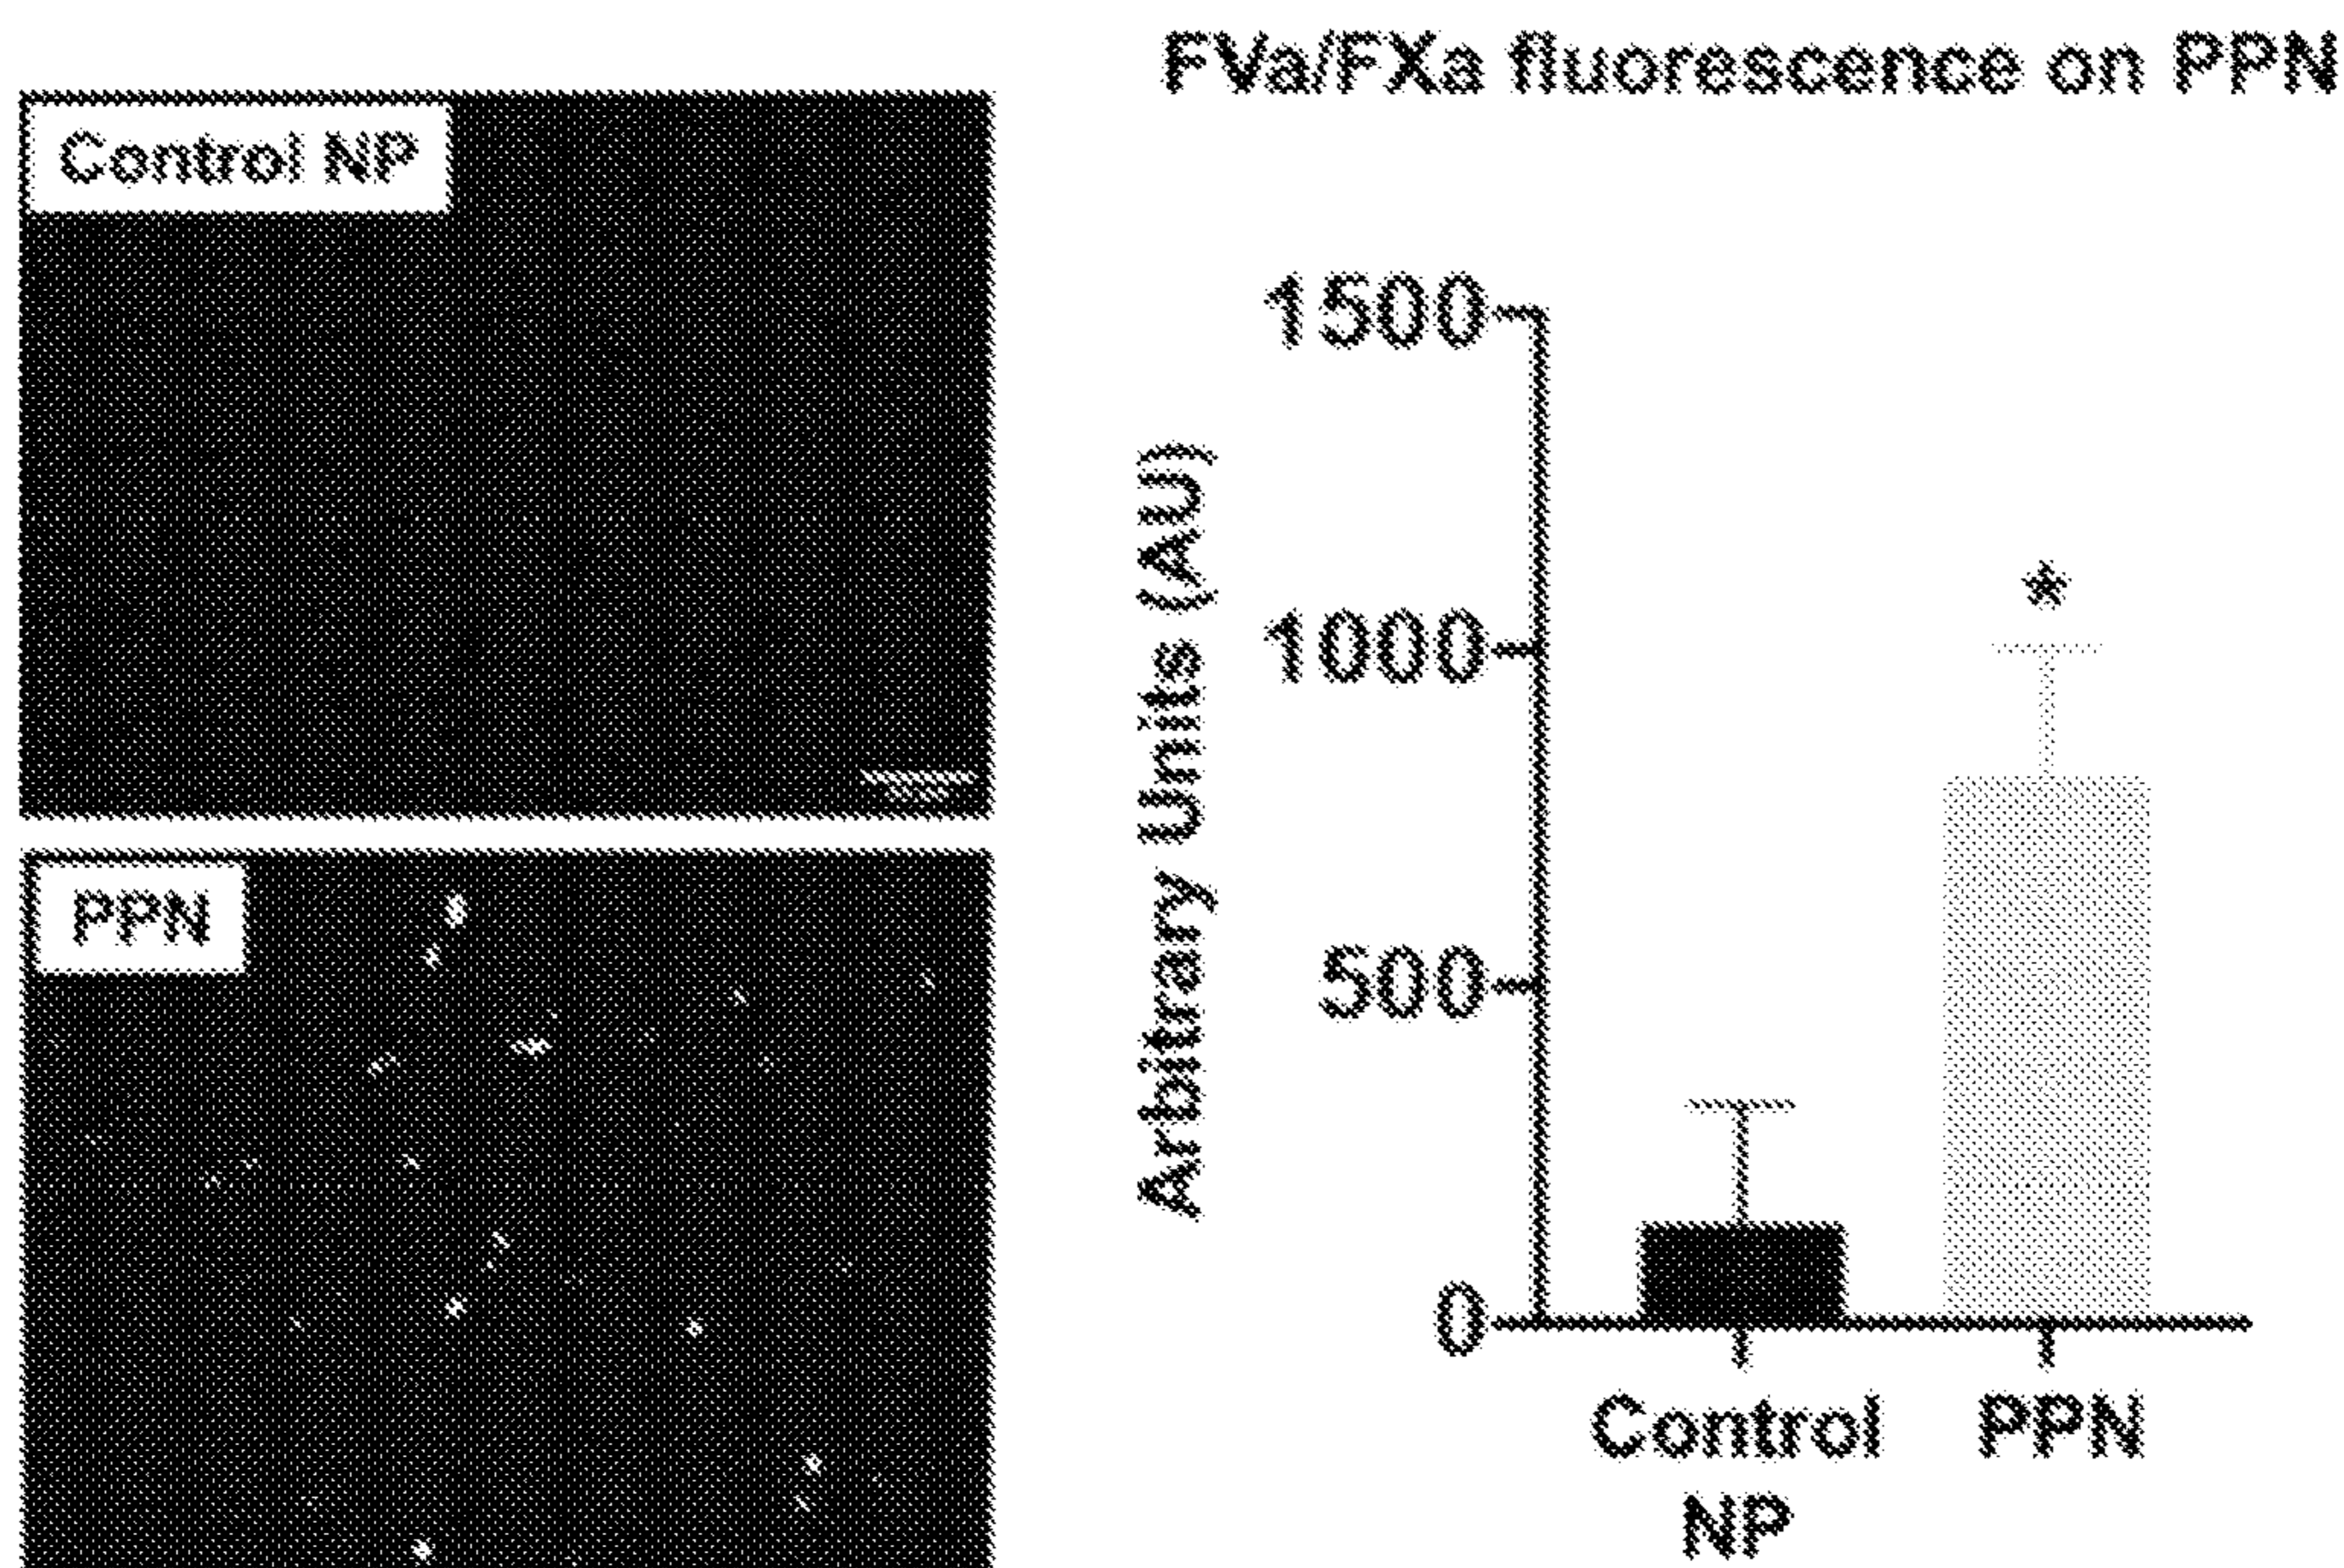 FVa/FXa fluorescence on PPN
Control NP
PPN
Arbitrary Units (AU)
1500
1000
500
0
Control
NP
PPN